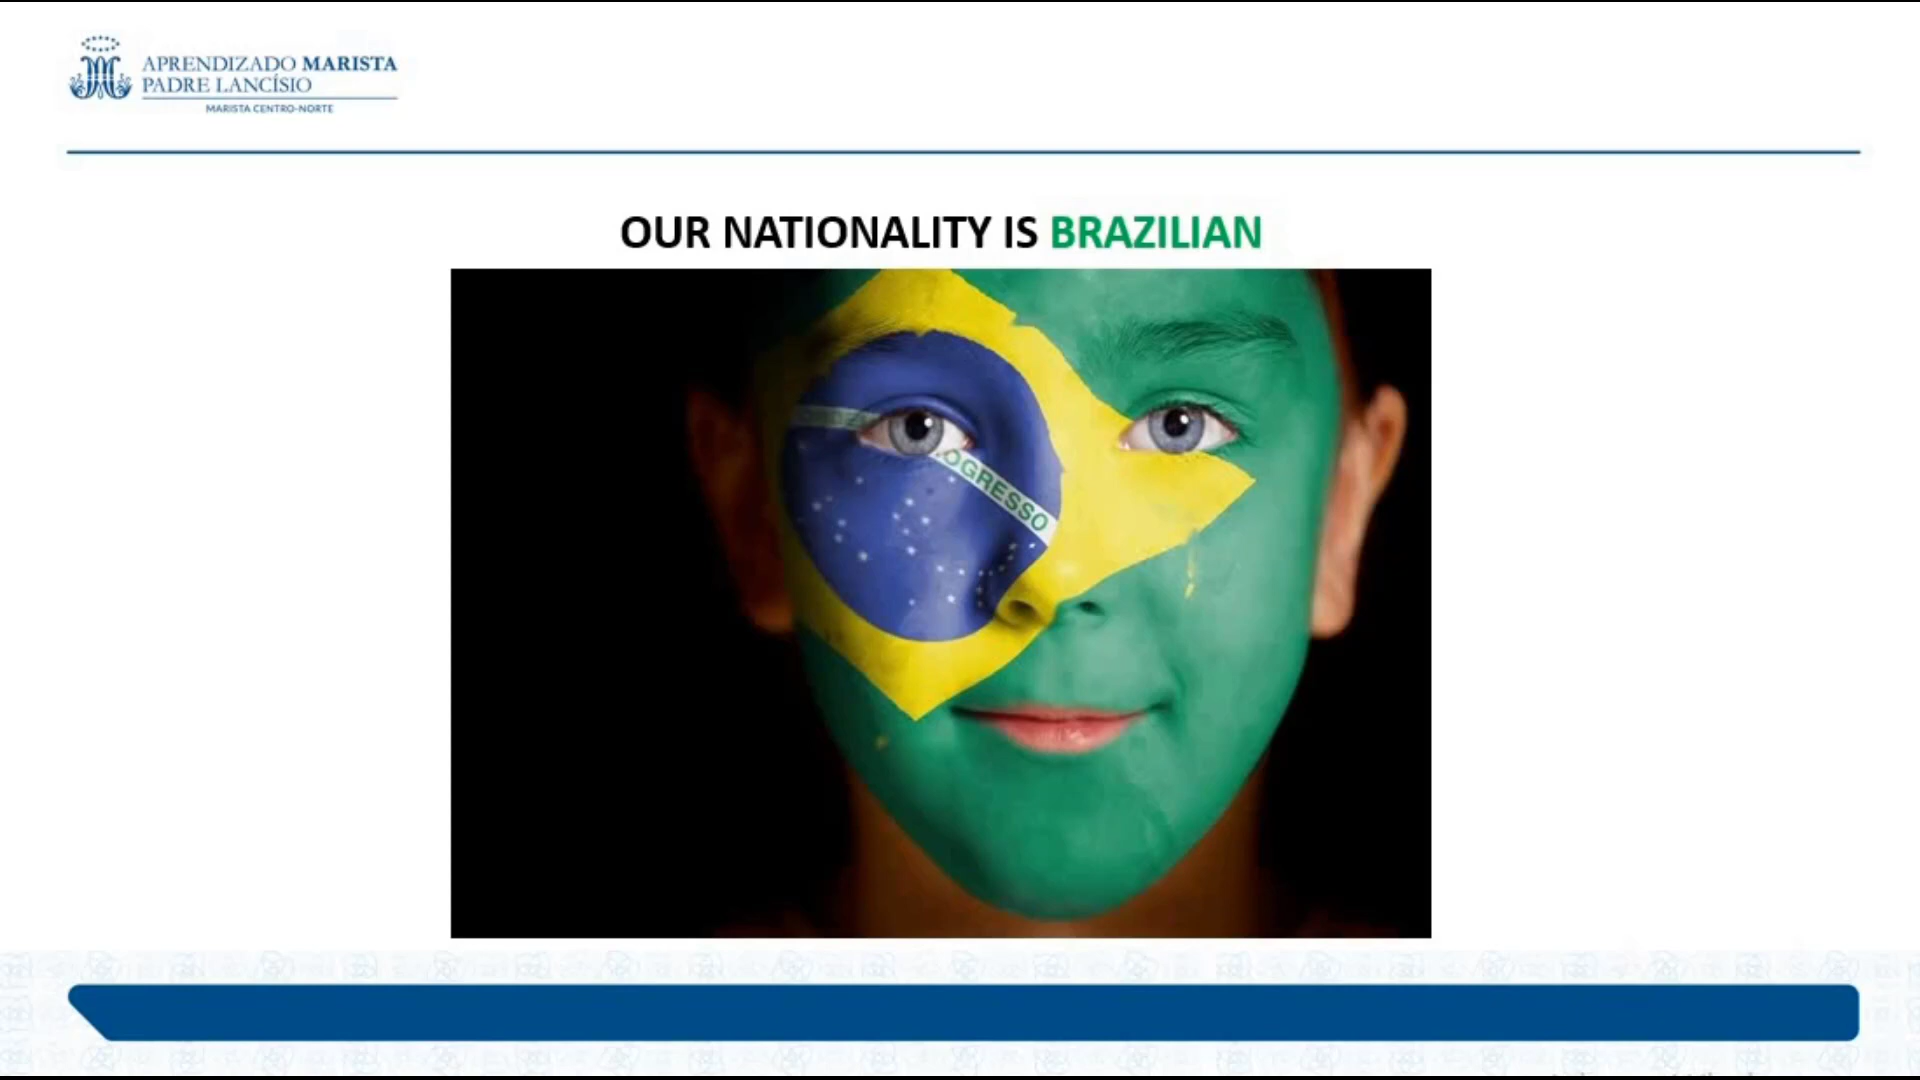 APRENDIZADO MARISTA
PADRE LANCÍSIO
MARISTA CENTRO-NORTE
OUR NATIONALITY IS BRAZILIAN
OGRESSO